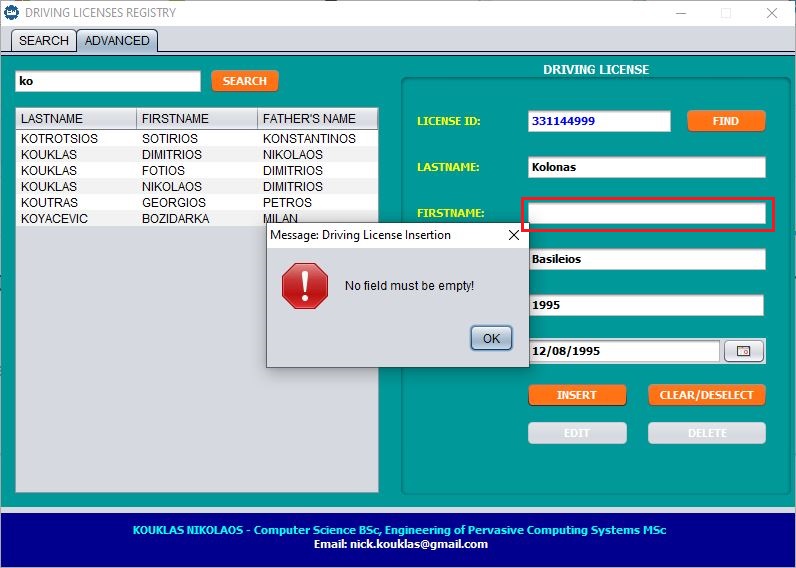 DRIVING LICENSES REGISTRY
SEARCH ADVANCED
ko SEARCH
LASTNAME FIRSTNAME FATHER'S NAME
KOTROTSIOS SOTIRIOS KONSTANTINOS
KOUKLAS DIMITRIOS NIKOLAOS
KOUKLAS FOTIOS DIMITRIOS
KOUKLAS NIKOLAOS DIMITRIOS
KOUTRAS GEORGIOS PETROS
KOYACEVIC BOZIDARKA MILAN
DRIVING LICENSE
LICENSE ID: 331144999 FIND
LASTNAME: Kolonas
FIRSTNAME:
Basileios
1995
12/08/1995
INSERT CLEAR/DESELECT
EDIT DELETE
Message: Driving License Insertion
No field must be empty!
OK
KOUKLAS NIKOLAOS - Computer Science BSc, Engineering of Pervasive Computing Systems MSc
Email: nick.kouklas@gmail.com